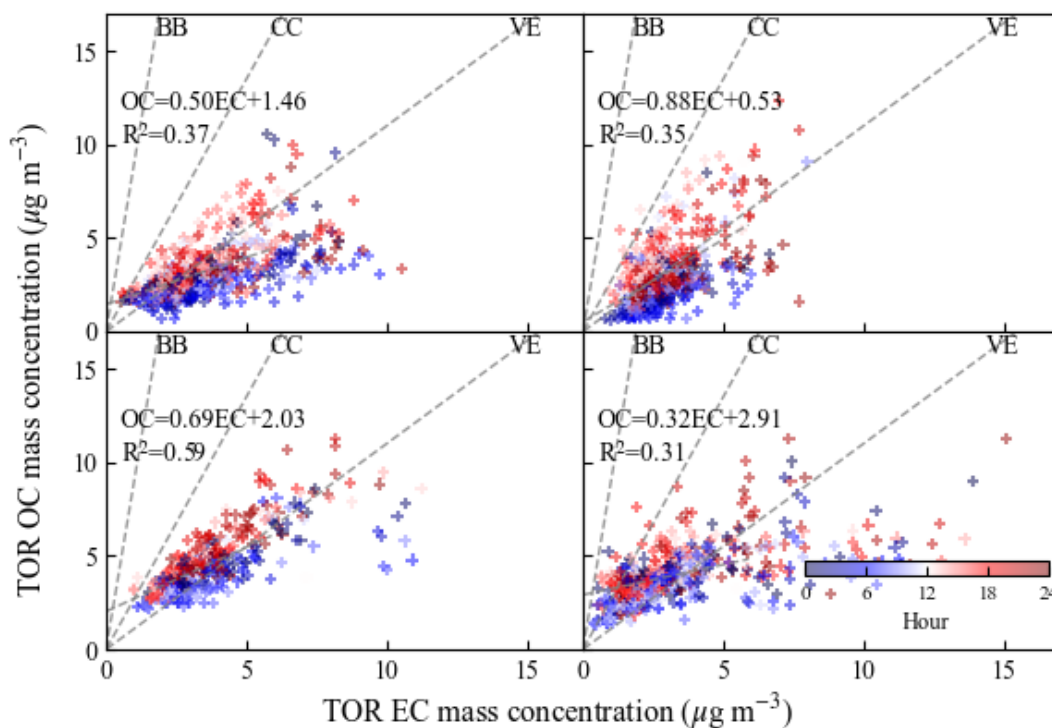 BB CC VE
OC=0.50EC+1.46
R²=0.37
BB CC VE
OC=0.88EC+0.53
R²=0.35
15
10
5
0
BB CC VE
OC=0.69EC+2.03
R²=0.59
BB CC VE
OC=0.32EC+2.91
R²=0.31
15
10
5
0
0 6 12 18 24
Hour
0 5 10 15
0 5 10 15
TOR EC mass concentration (μg m⁻³)
TOR OC mass concentration (μg m⁻³)